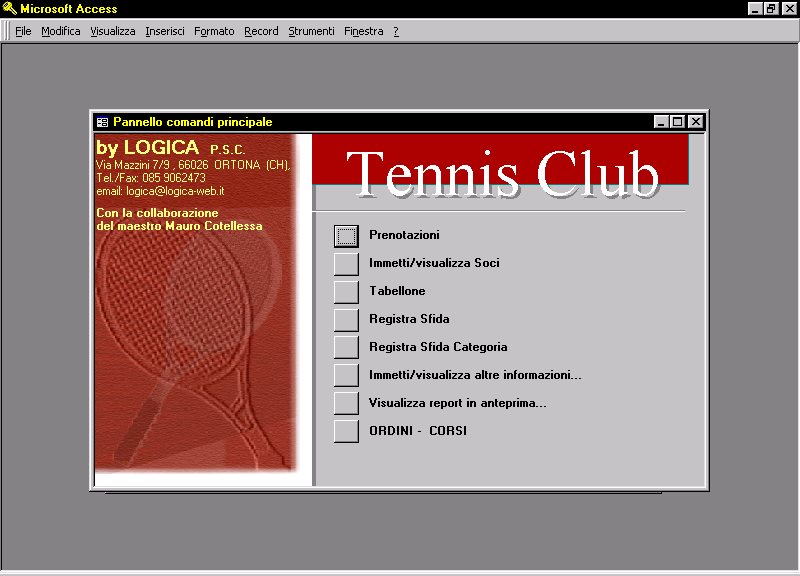 Microsoft Access
File Modifica Visualizza Inserisci Formato Record Strumenti Finestra ?
Pannello comandi principale
by LOGICA P.S.C.
Via Mazzini 7/9 , 66026 ORTONA (CH),
Tel./Fax: 085 9062473
email: logica@logica-web.it
Con la collaborazione
del maestro Mauro Cotellessa
Tennis Club
Prenotazioni
Immetti/visualizza Soci
Tabellone
Registra Sfida
Registra Sfida Categoria
Immetti/visualizza altre informazioni...
Visualizza report in anteprima...
ORDINI - CORSI